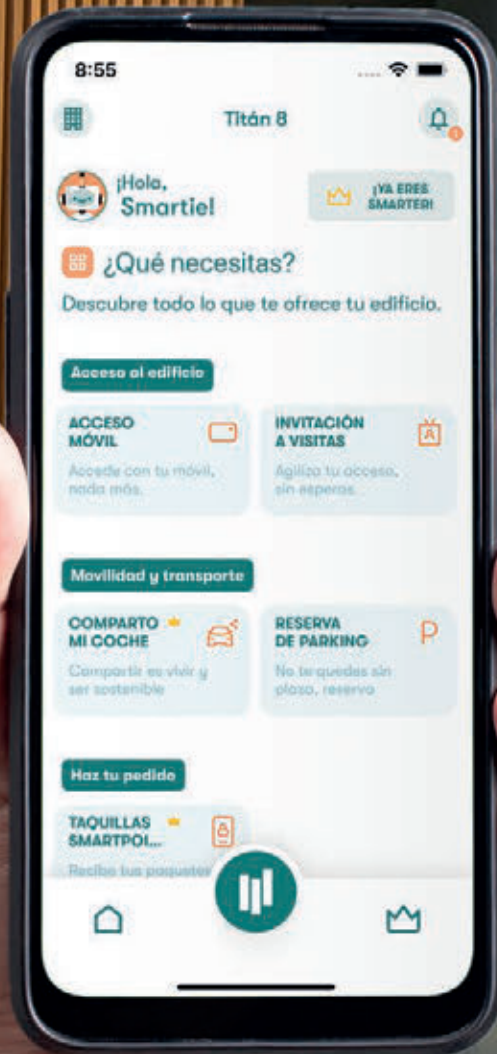 8:55
Titán 8
1
¡Hola,
Smartie!
¡YA ERES
SMARTER!
¿Qué necesitas?
Descubre todo lo que te ofrece tu edificio.
Acceso al edificio
ACCESO
MÓVIL
Accede con tu móvil,
nada más.
INVITACIÓN
A VISITAS
Agiliza tu acceso,
sin esperas.
Movilidad y transporte
COMPARTO
MI COCHE
Compartir es vivir y
ser sostenible
RESERVA
DE PARKING
P
No te quedes sin
plaza, reserva
Haz tu pedido
TAQUILLAS
SMARTPOI...
Recibe tus paquetes